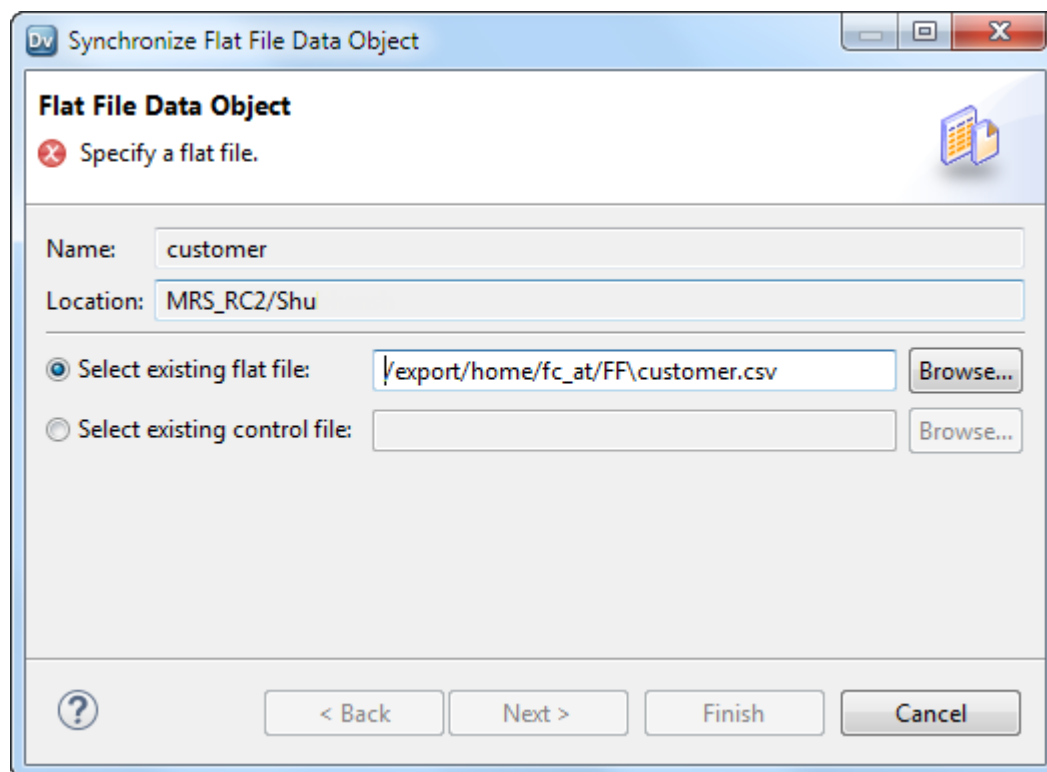 Dv Synchronize Flat File Data Object
Flat File Data Object
Specify a flat file.
Name: customer
Location: MRS_RC2/Shu
Select existing flat file: /export/home/fc_at/FF\customer.csv Browse...
Select existing control file: Browse...
? < Back Next > Finish Cancel